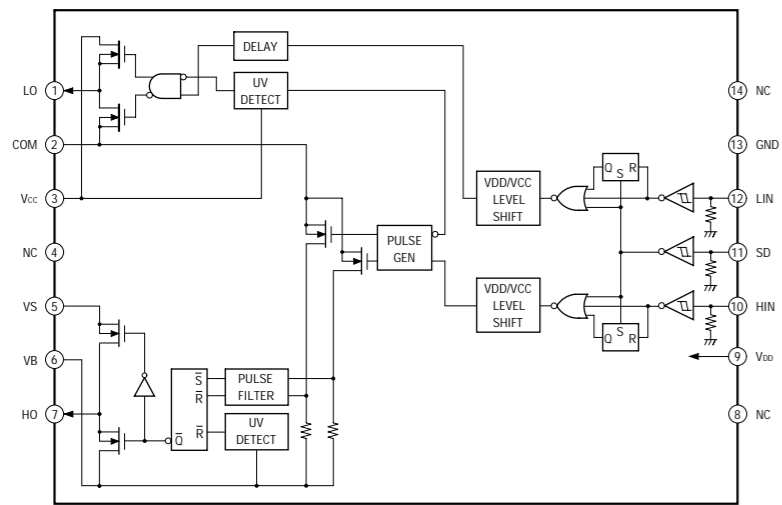 DELAY
LO 1
UV
DETECT
14 NC
COM 2
13 GND
Q S R
VDD/VCC
LEVEL
SHIFT
VCC 3
12 LIN
NC 4
PULSE
GEN
11 SD
VDD/VCC
LEVEL
SHIFT
VS 5
10 HIN
Q S R
VB 6
9 VDD
S
R
PULSE
FILTER
HO 7
8 NC
Q
R
UV
DETECT